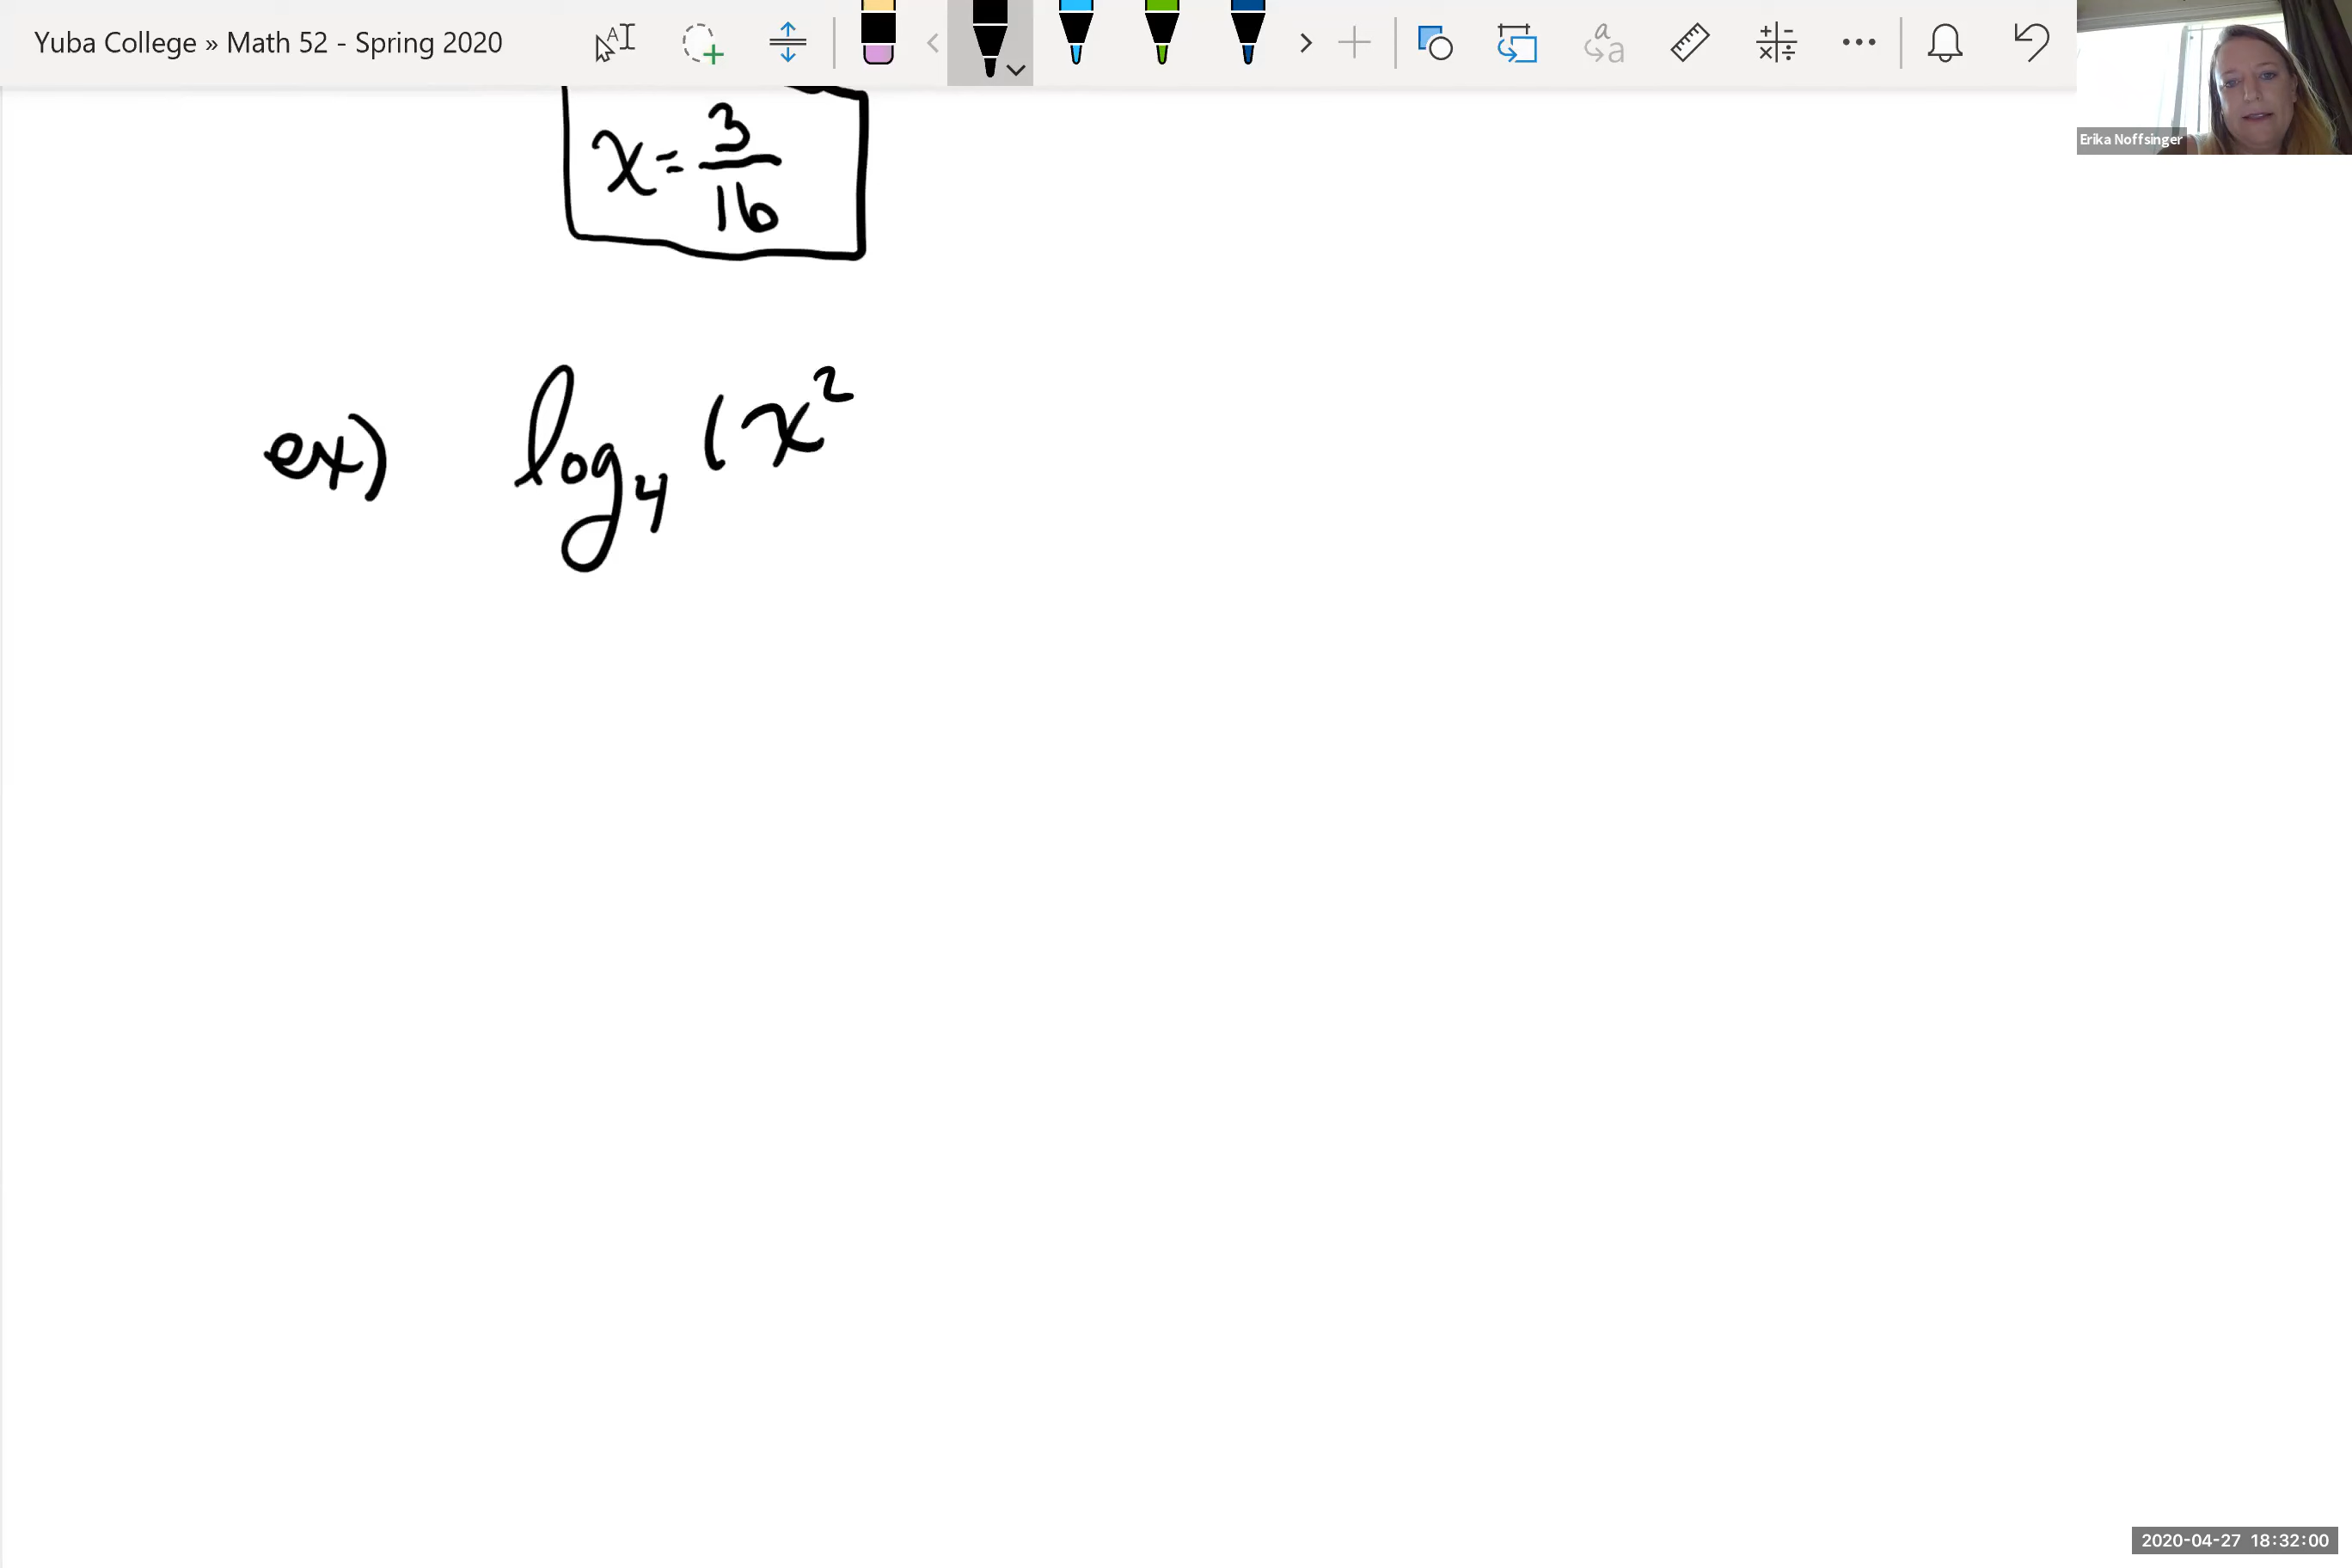 Yuba College » Math 52 - Spring 2020
Erika Noffsinger
x = 3/16
ex) log₄ (x²
2020-04-27 18:32:00